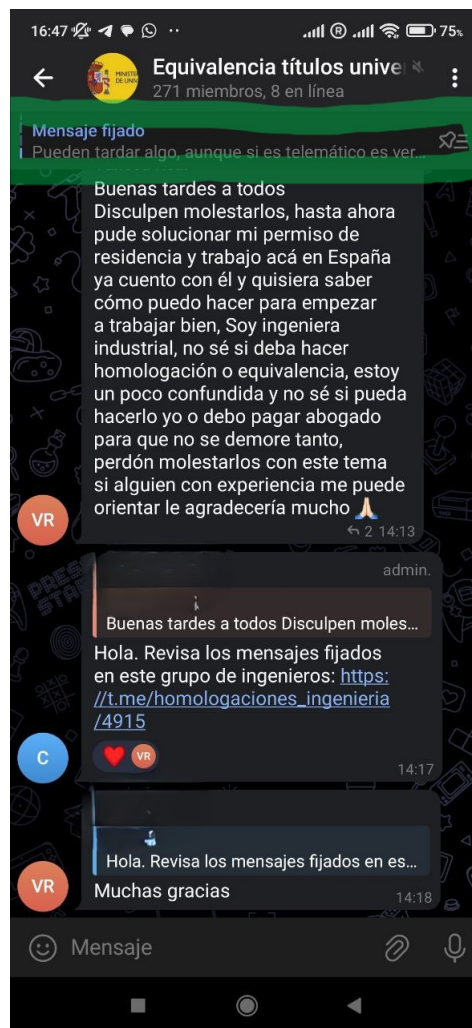 16:47
75%
MINISTE
DE UNIV
Equivalencia títulos univer
271 miembros, 8 en línea
Mensaje fijado
Pueden tardar algo, aunque si es telemático es ver...
Buenas tardes a todos
Disculpen molestarlos, hasta ahora
pude solucionar mi permiso de
residencia y trabajo acá en España
ya cuento con él y quisiera saber
cómo puedo hacer para empezar
a trabajar bien, Soy ingeniera
industrial, no sé si deba hacer
homologación o equivalencia, estoy
un poco confundida y no sé si pueda
hacerlo yo o debo pagar abogado
para que no se demore tanto,
perdón molestarlos con este tema
si alguien con experiencia me puede
orientar le agradecería mucho 🙏🏻
VR
2 14:13
admin.
Buenas tardes a todos Disculpen moles...
Hola. Revisa los mensajes fijados
en este grupo de ingenieros: https:
//t.me/homologaciones_ingenieria
/4915
C
VR
14:17
Hola. Revisa los mensajes fijados en es...
VR
Muchas gracias
14:18
Mensaje